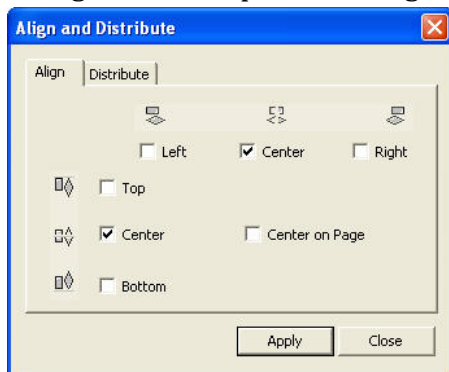 Align and Distribute
Align Distribute
Left Center Right
Top
Center Center on Page
Bottom
Apply Close